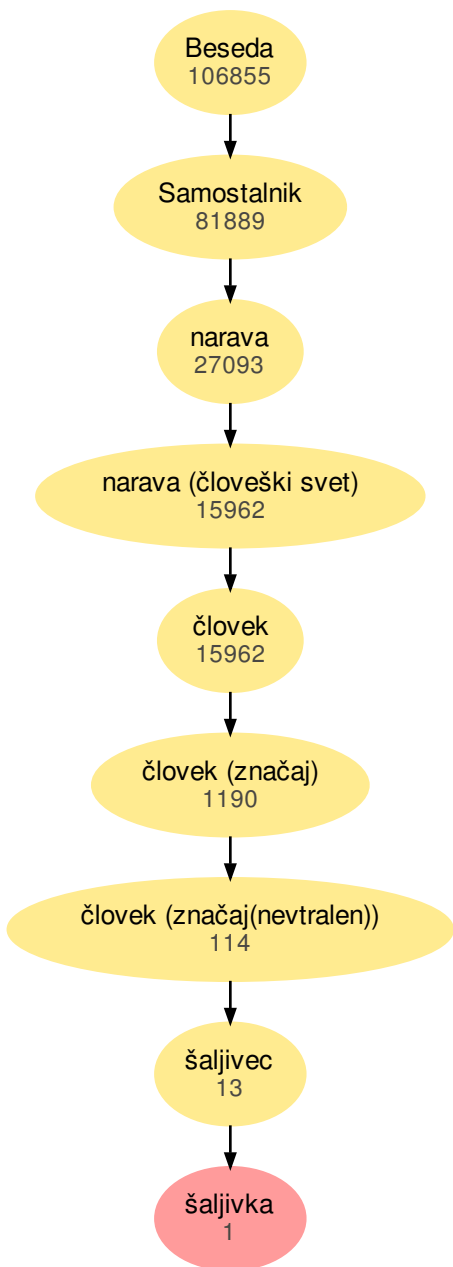 Beseda
106855
Samostalnik
81889
narava
27093
narava (človeški svet)
15962
človek
15962
človek (značaj)
1190
človek (značaj(nevtralen))
114
šaljivec
13
šaljivka
1